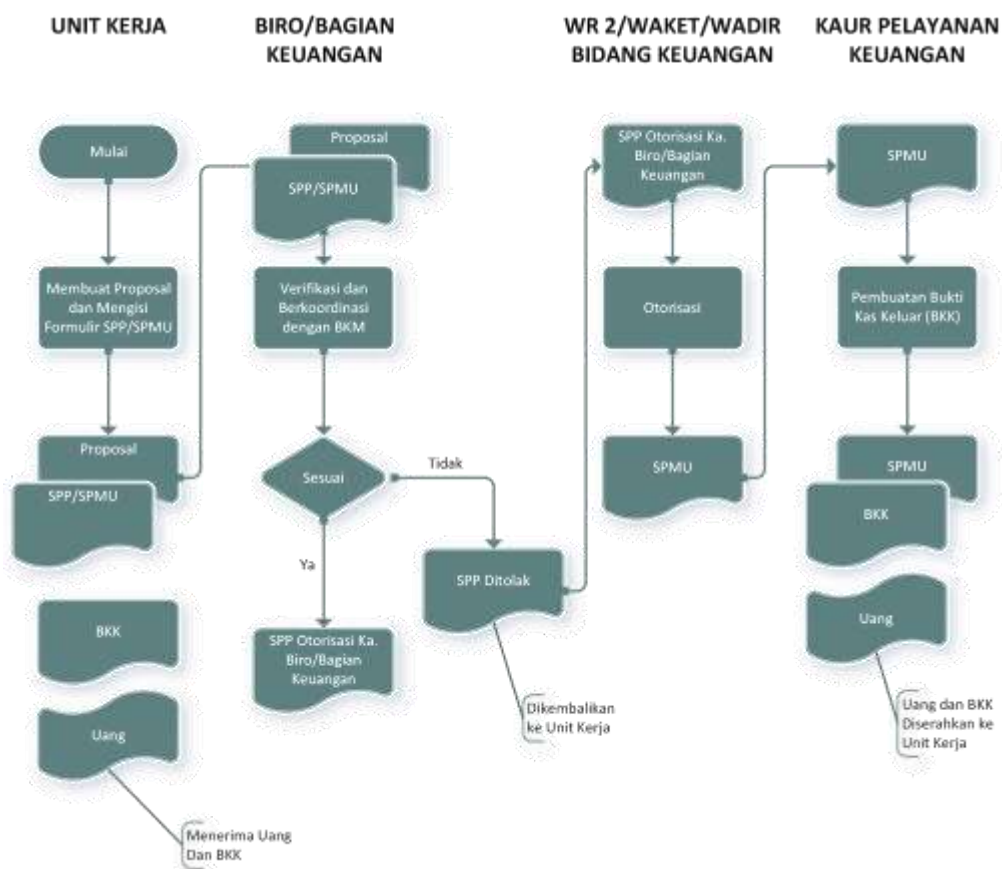 UNIT KERJA
BIRO/BAGIAN
KEUANGAN
WR 2/WAKET/WADIR
BIDANG KEUANGAN
KAUR PELAYANAN
KEUANGAN
Mulai
Membuat Proposal
dan Mengisi
Formulir SPP/SPMU
Proposal
SPP/SPMU
BKK
Uang
Menerima Uang
Dan BKK
Proposal
SPP/SPMU
Verifikasi dan
Berkoordinasi
dengan BKM
Sesuai
Tidak
Ya
SPP Otorisasi Ka.
Biro/Bagian
Keuangan
SPP Ditolak
Dikembalikan
ke Unit Kerja
SPP Otorisasi Ka.
Biro/Bagian
Keuangan
Otorisasi
SPMU
SPMU
Pembuatan Bukti
Kas Keluar (BKK)
SPMU
BKK
Uang
Uang dan BKK
Diserahkan ke
Unit Kerja